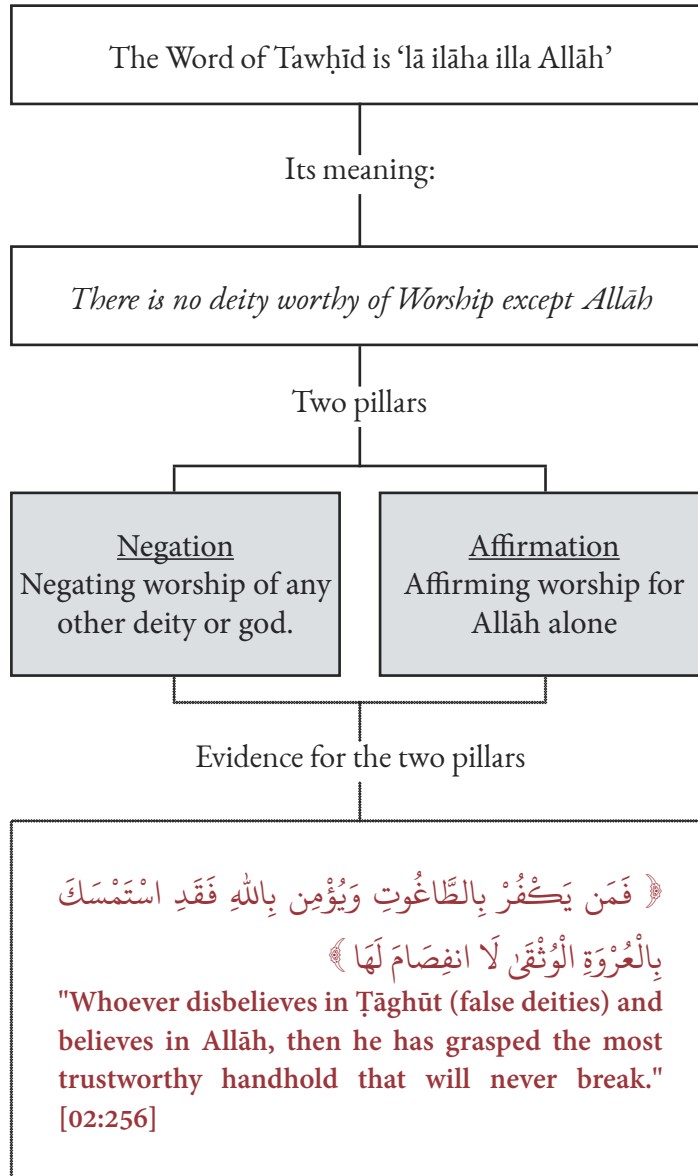 The Word of Tawḥīd is ‘lā ilāha illa Allāh’
Its meaning:
There is no deity worthy of Worship except Allāh
Two pillars
Negation
Negating worship of any
other deity or god.
Affirmation
Affirming worship for
Allāh alone
Evidence for the two pillars
﴿ فَمَن يَكْفُرْ بِالطَّاغُوتِ وَيُؤْمِن بِاللهِ فَقَدِ اسْتَمْسَكَ
بِالْعُرْوَةِ الْوُثْقَىٰ لَا انفِصَامَ لَهَا ﴾
"Whoever disbelieves in Ṭāghūt (false deities) and
believes in Allāh, then he has grasped the most
trustworthy handhold that will never break."
[02:256]